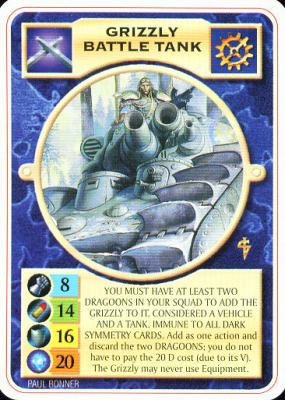 GRIZZLY
BATTLE TANK
8
14
16
20
YOU MUST HAVE AT LEAST TWO
DRAGOONS IN YOUR SQUAD TO ADD THE
GRIZZLY TO IT. CONSIDERED A VEHICLE
AND A TANK. IMMUNE TO ALL DARK
SYMMETRY CARDS. Add as one action and
discard the two DRAGOONS; you do not
have to pay the 20 D cost (due to its V).
The Grizzly may never use Equipment.
PAUL BONNER